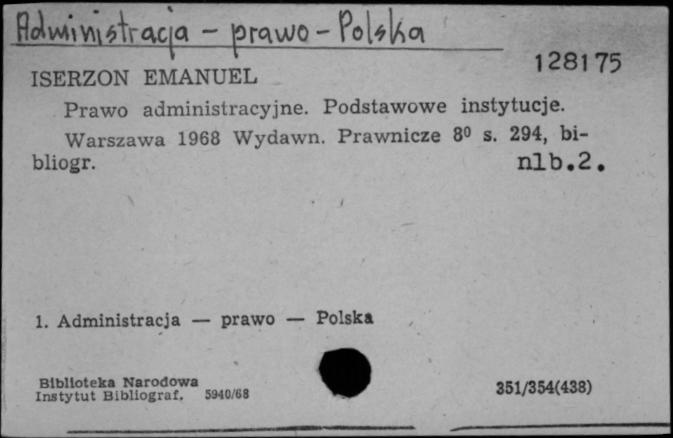 Administracja – prawo – Polska
128175
ISERZON EMANUEL
Prawo administracyjne. Podstawowe instytucje.
Warszawa 1968 Wydawn. Prawnicze 8⁰ s. 294, bi-
bliogr. nlb.2.
1. Administracja — prawo — Polska
Biblioteka Narodowa
Instytut Bibliograf. 5940/68 351/354(438)